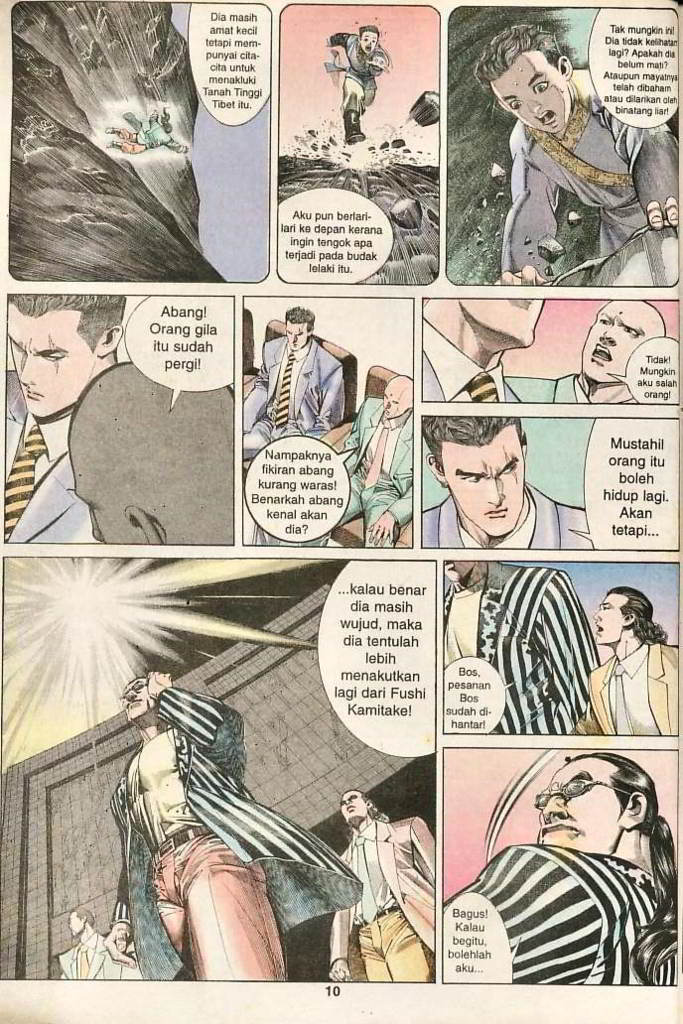 Dia masih
amat kecil
tetapi mem-
punyai cita-
cita untuk
menakluki
Tanah Tinggi
Tibet itu.
Aku pun berlari-
lari ke depan kerana
ingin tengok apa
terjadi pada budak
lelaki itu.
Tak mungkin ini!
Dia tidak kelihatan
lagi? Apakah dia
belum mati?
Ataupun mayatnya
telah dibaham
atau dilarikan oleh
binatang liar!
Abang!
Orang gila
itu sudah
pergi!
Nampaknya
fikiran abang
kurang waras!
Benarkah abang
kenal akan
dia?
Tidak!
Mungkin
aku salah
orang!
Mustahil
orang itu
boleh
hidup lagi.
Akan
tetapi...
...kalau benar
dia masih
wujud, maka
dia tentulah
lebih
menakutkan
lagi dari Fushi
Kamitake!
Bos,
pesanan
Bos
sudah di-
hantar!
Bagus!
Kalau
begitu,
bolehlah
aku...
10